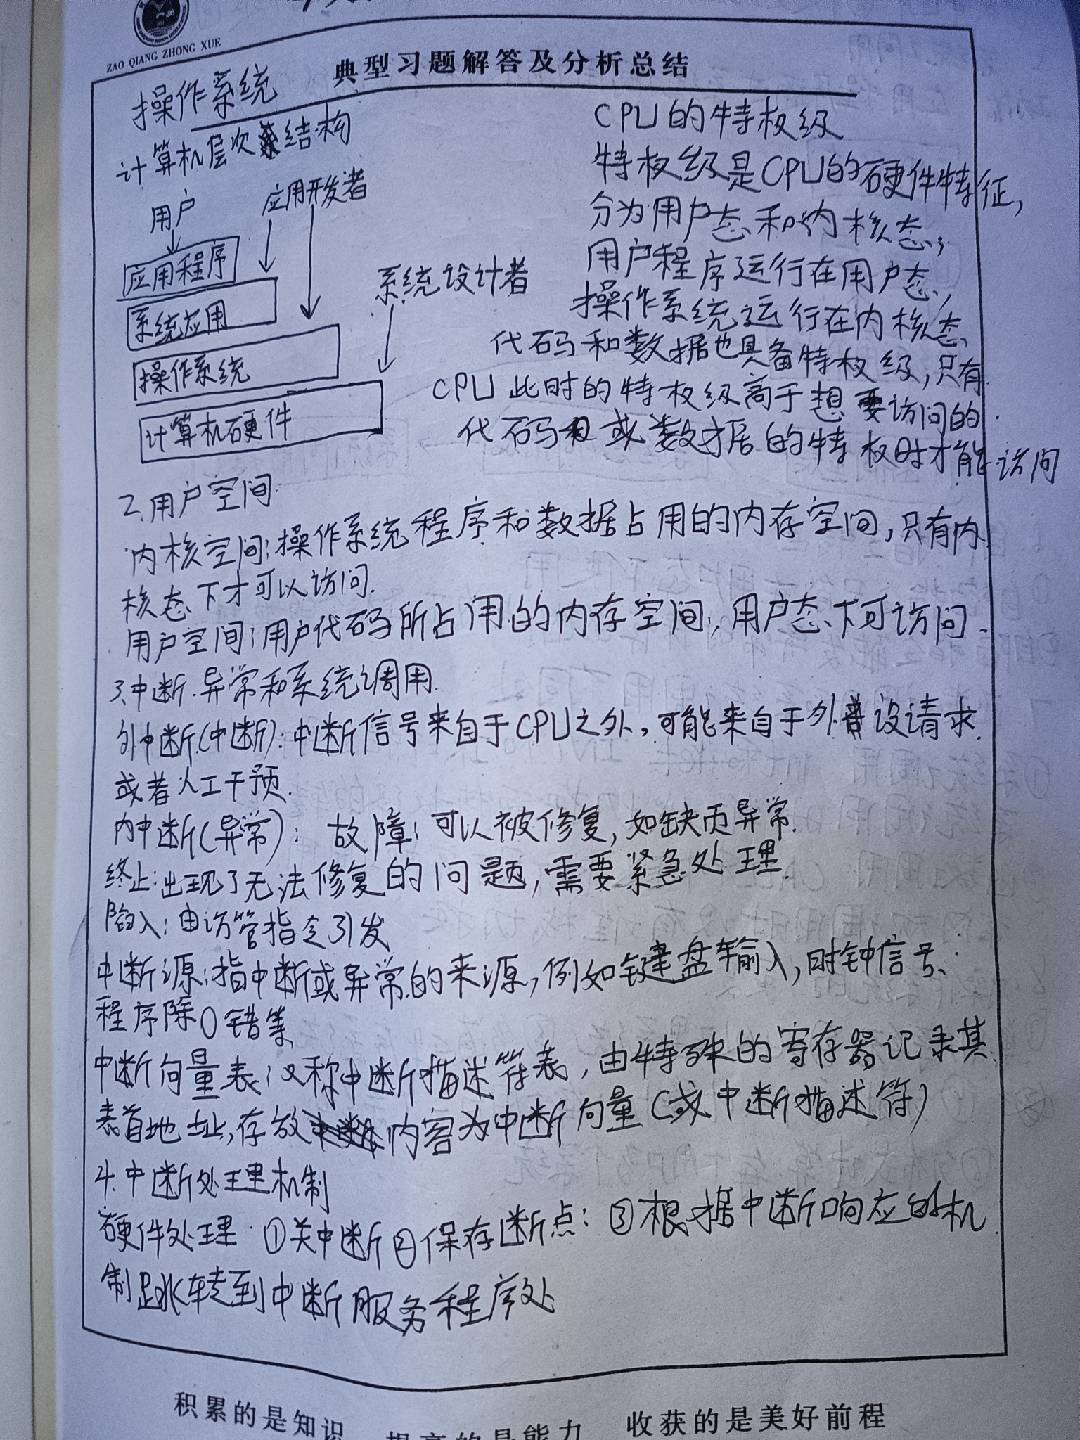 ZAO QIANG ZHONG XUE
典型习题解答及分析总结
操作系统
计算机层次结构
用户
应用开发者
应用程序
系统应用
系统设计者
操作系统
计算机硬件
CPU的特权级
特权级是CPU的硬件特征,
分为用户态和内核态,
用户程序运行在用户态,
操作系统运行在内核态
代码和数据也具备特权级,只有
CPU此时的特权级高于想要访问的
代码或数据的特权时才能访问
2.用户空间
内核空间:操作系统程序和数据占用的内存空间,只有内
核态下才可以访问.
用户空间:用户代码所占用的内存空间,用户态下可访问.
3.中断.异常和系统调用.
外中断(中断):中断信号来自于CPU之外,可能来自于外设请求
或者人工干预.
内中断(异常): 故障:可以被修复,如缺页异常.
终止:出现了无法修复的问题,需要紧急处理.
陷入:由访管指令引发
中断源:指中断或异常的来源,例如键盘输入,时钟信号、
程序除0错等
中断向量表:又称中断描述符表,由特殊的寄存器记录其
表首地址,存放内容为中断向量(或中断描述符)
4.中断处理机制
硬件处理 ①关中断②保存断点:③根据中断响应的机
制跳转到中断服务程序处
积累的是知识 提高的是能力 收获的是美好前程